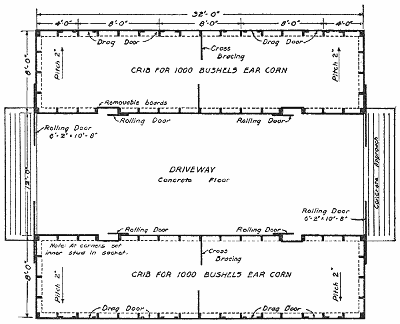 32'-0"
4'-0" 8'-0" 8'-0" 8'-0" 4'-0"
Drag Door Drag Door
Cross
Bracing
8'-0"
Pitch 2" Pitch 2"
CRIB FOR 1000 BUSHELS EAR CORN
Removable boards
Rolling Door Rolling Door
Rolling Door
6'-2" × 10'-8"
DRIVEWAY
Concrete Floor
13'-0"
Concrete Approach
Rolling Door
6'-2" × 10'-8"
Rolling Door Rolling Door
Note: At corners set
inner stud in socket.
Cross
Bracing
8'-0"
Pitch 2" Pitch 2"
CRIB FOR 1000 BUSHELS EAR CORN
Drag Door Drag Door